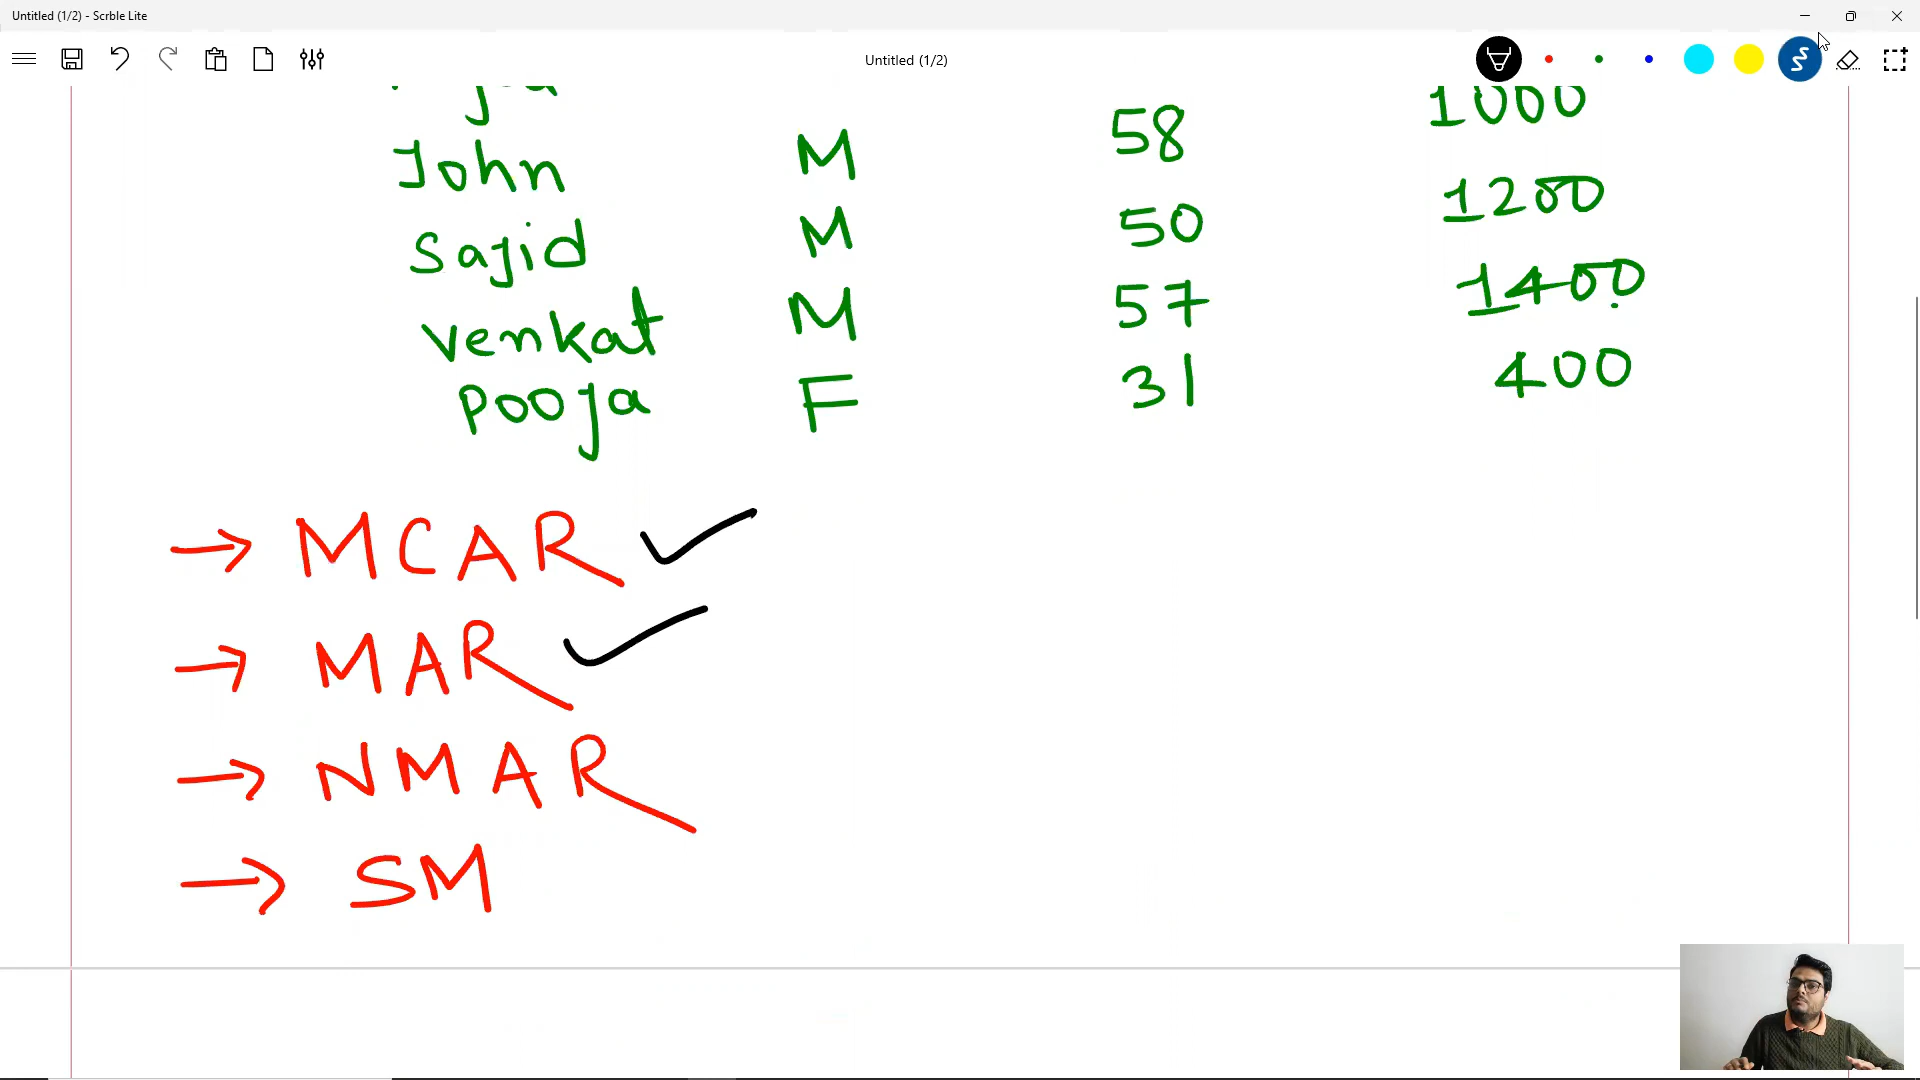 Untitled (1/2) - Scrble Lite
Untitled (1/2)
1000
John M 58
1200
Sajid M 50
1400
Venkat M 57
400
Pooja F 31
→ MCAR ✓
→ MAR ✓
→ NMAR
→ SM